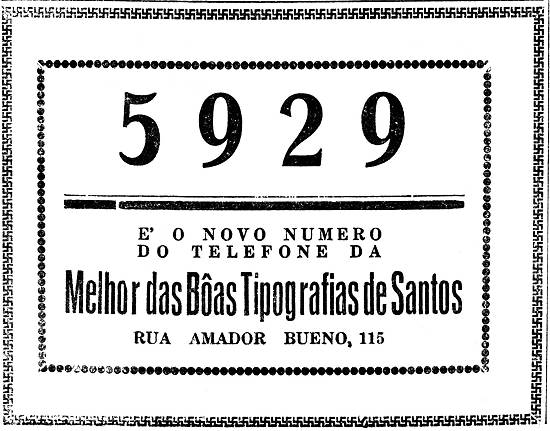 5929
E' O NOVO NUMERO
DO TELEFONE DA
Melhor das Bôas Tipografias de Santos
RUA AMADOR BUENO, 115